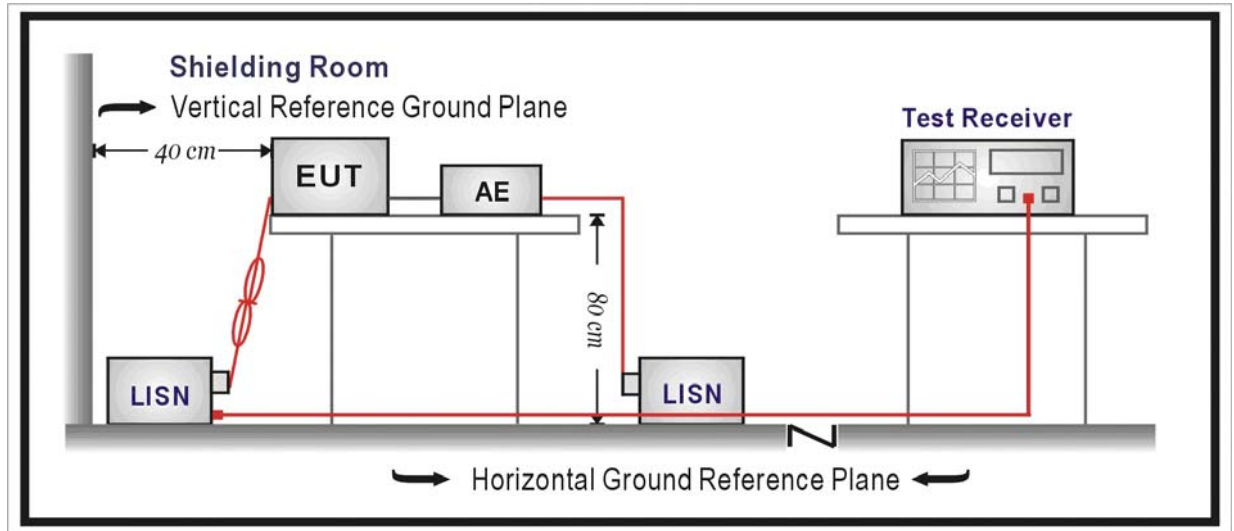 Shielding Room
Vertical Reference Ground Plane
40 cm
EUT
AE
Test Receiver
80 cm
LISN
LISN
Horizontal Ground Reference Plane